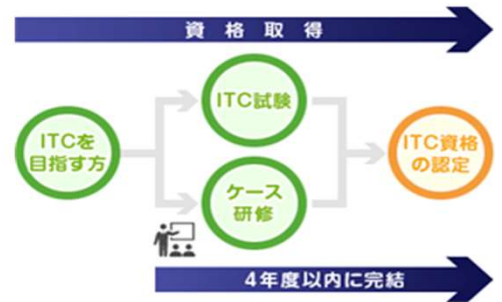 資格取得
ITCを
目指す方
ITC試験
ケース
研修
ITC資格
の認定
4年度以内に完結